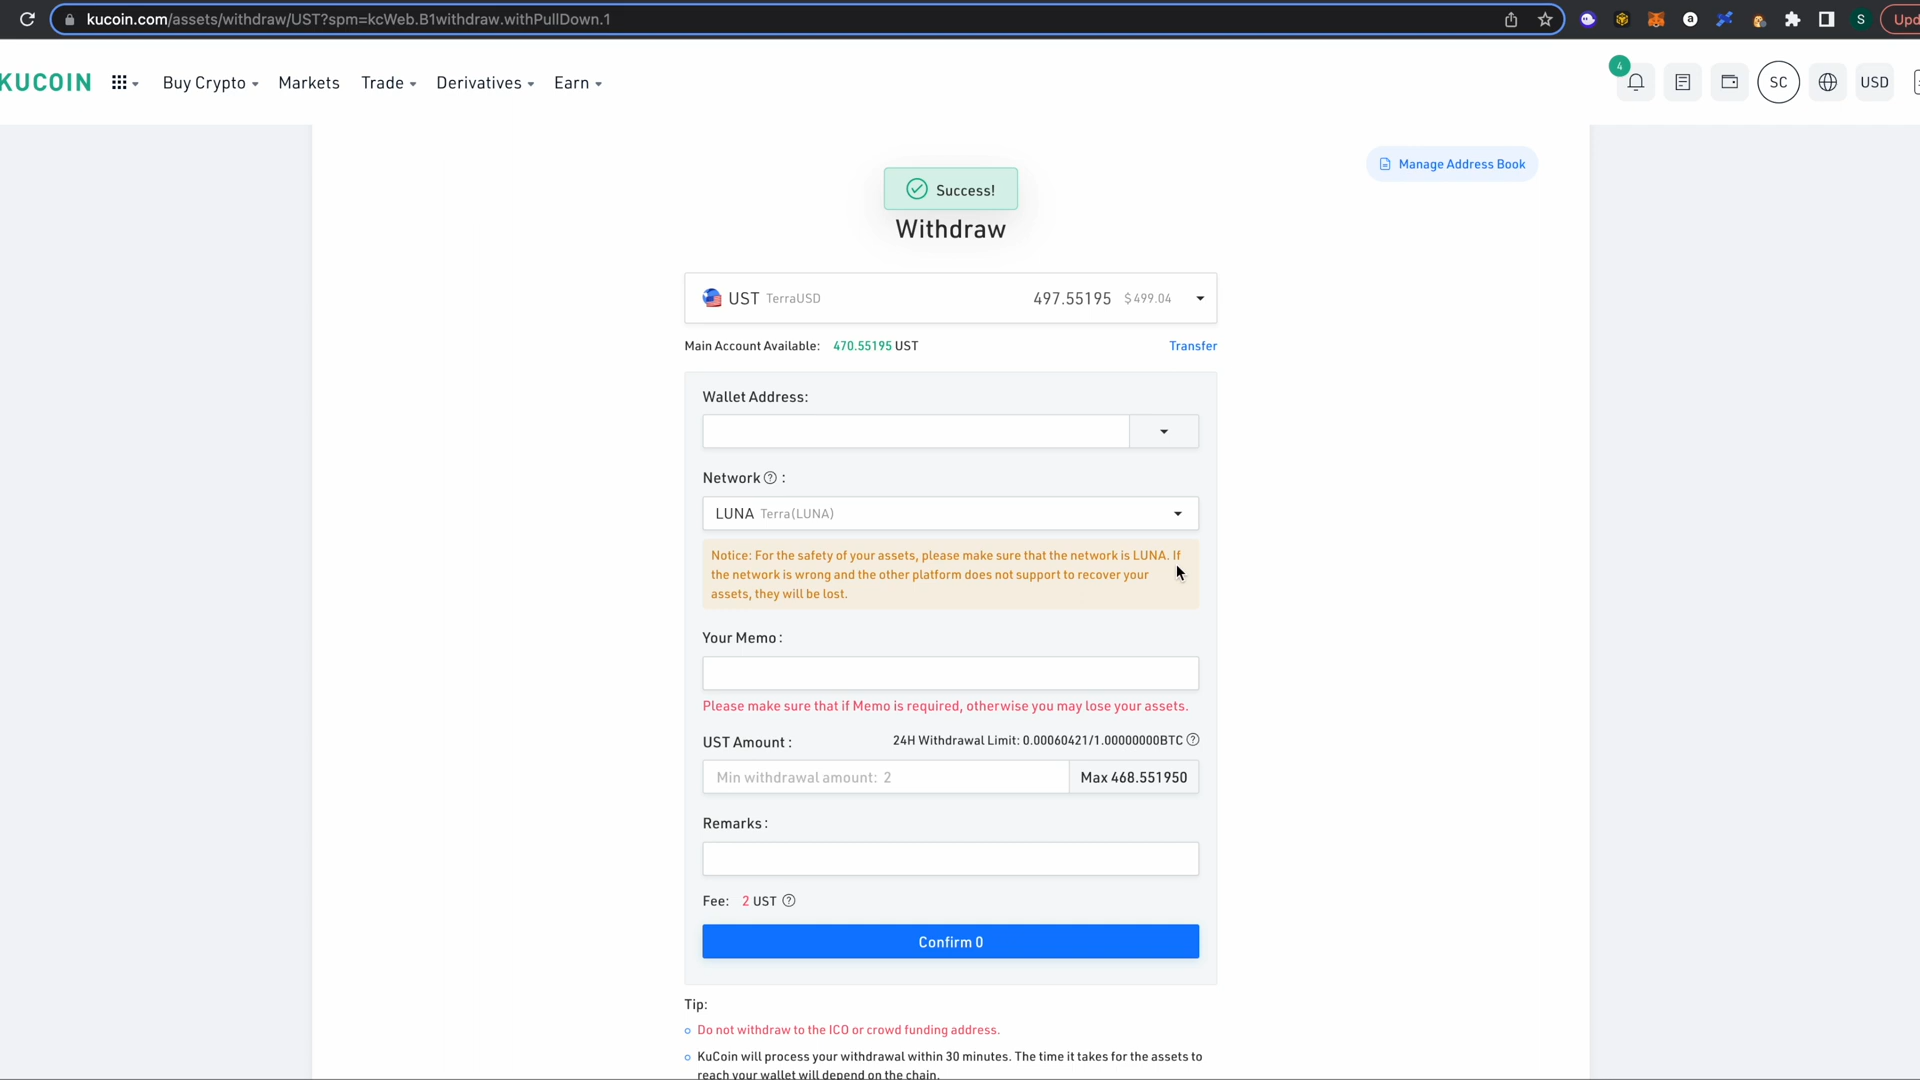 kucoin.com/assets/withdraw/UST?spm=kcWeb.B1withdraw.withPullDown.1
S
Upd
KUCOIN
Buy Crypto
Markets
Trade
Derivatives
Earn
4
SC
USD
Manage Address Book
Success!
Withdraw
UST TerraUSD 497.55195 $499.04
Main Account Available: 470.55195 UST Transfer
Wallet Address:
Network ? :
LUNA Terra(LUNA)
Notice: For the safety of your assets, please make sure that the network is LUNA. If
the network is wrong and the other platform does not support to recover your
assets, they will be lost.
Your Memo :
Please make sure that if Memo is required, otherwise you may lose your assets.
UST Amount : 24H Withdrawal Limit: 0.00060421/1.00000000BTC ?
Min withdrawal amount: 2 Max 468.551950
Remarks :
Fee: 2 UST ?
Confirm 0
Tip:
Do not withdraw to the ICO or crowd funding address.
KuCoin will process your withdrawal within 30 minutes. The time it takes for the assets to
reach your wallet will depend on the chain.